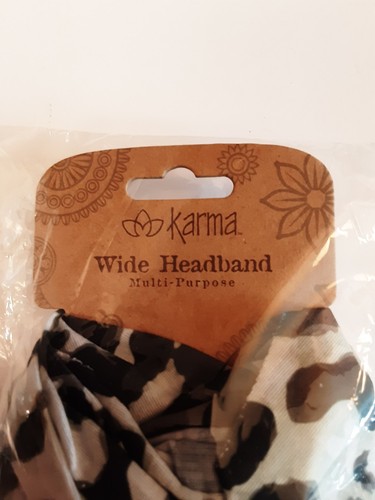 karma
Wide Headband
Multi-Purpose